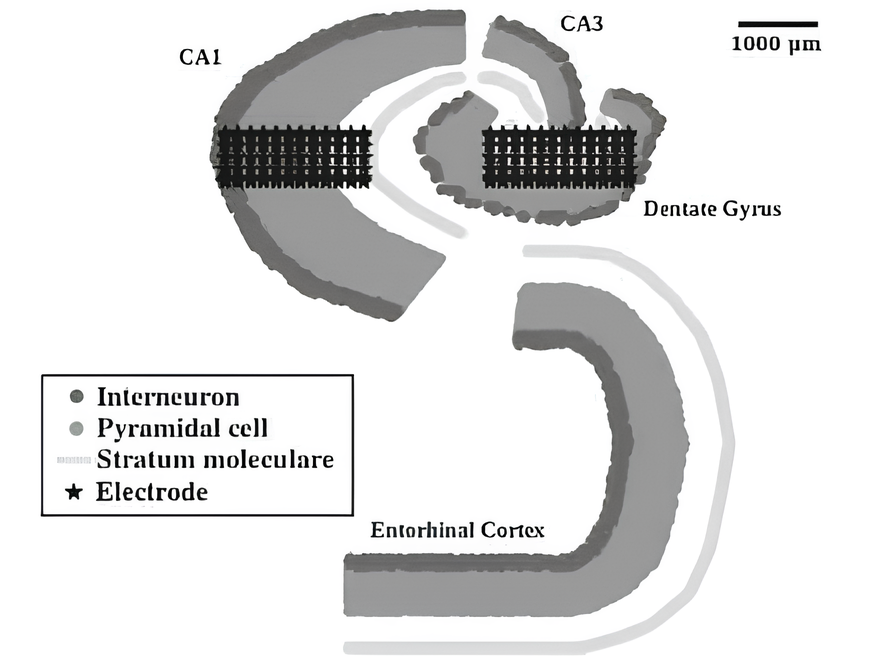 CA1
CA3
1000 µm
Dentate Gyrus
Interneuron
Pyramidal cell
Stratum moleculare
Electrode
Entorhinal Cortex